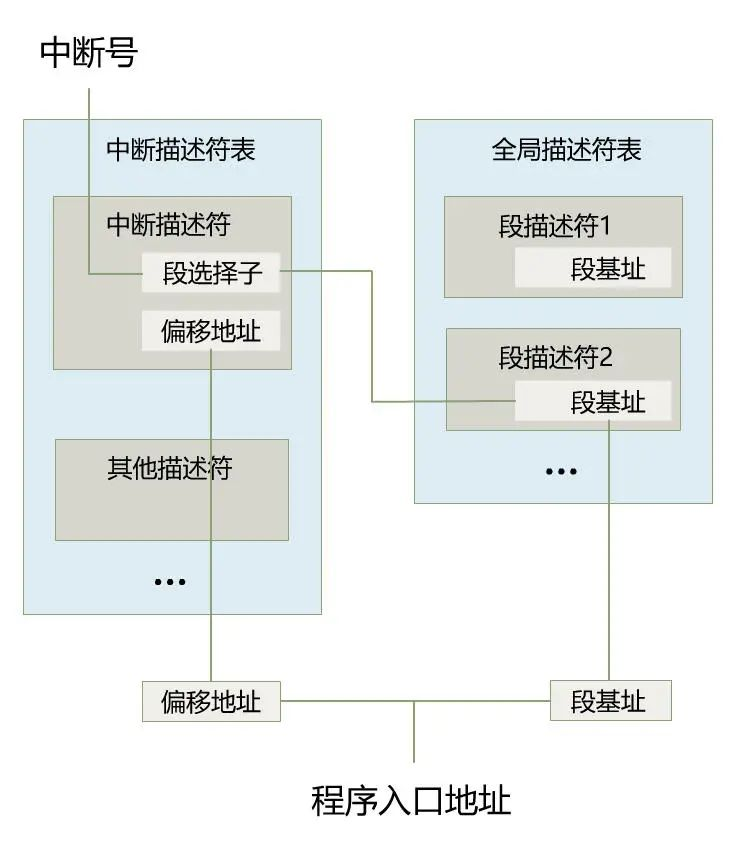 中断号
中断描述符表
中断描述符
段选择子
偏移地址
其他描述符
...
全局描述符表
段描述符1
段基址
段描述符2
段基址
...
偏移地址
段基址
程序入口地址